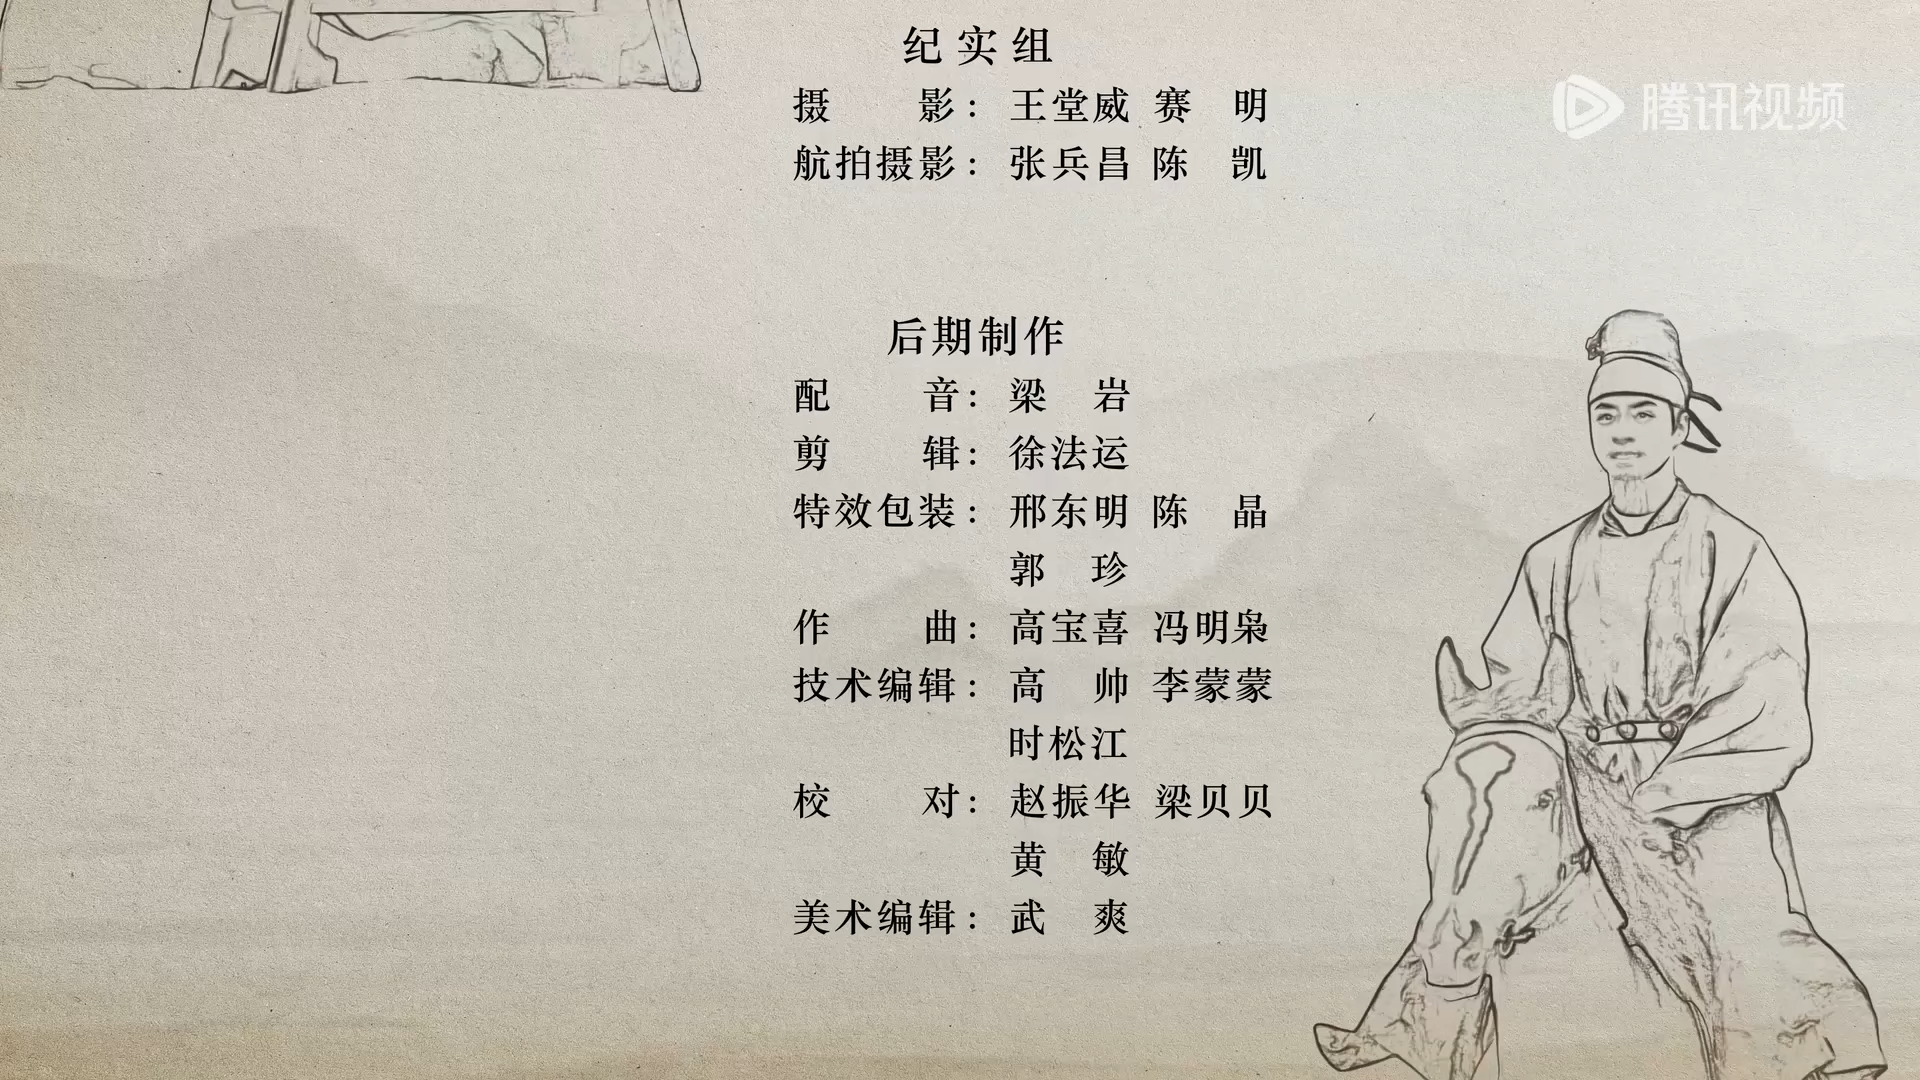 纪实组
摄 影：王堂威 赛 明
腾讯视频
航拍摄影：张兵昌 陈 凯
后期制作
配 音：梁 岩
剪 辑：徐法运
特效包装：邢东明 陈 晶
郭 珍
作 曲：高宝喜 冯明枭
技术编辑：高 帅 李蒙蒙
时松江
校 对：赵振华 梁贝贝
黄 敏
美术编辑：武 爽